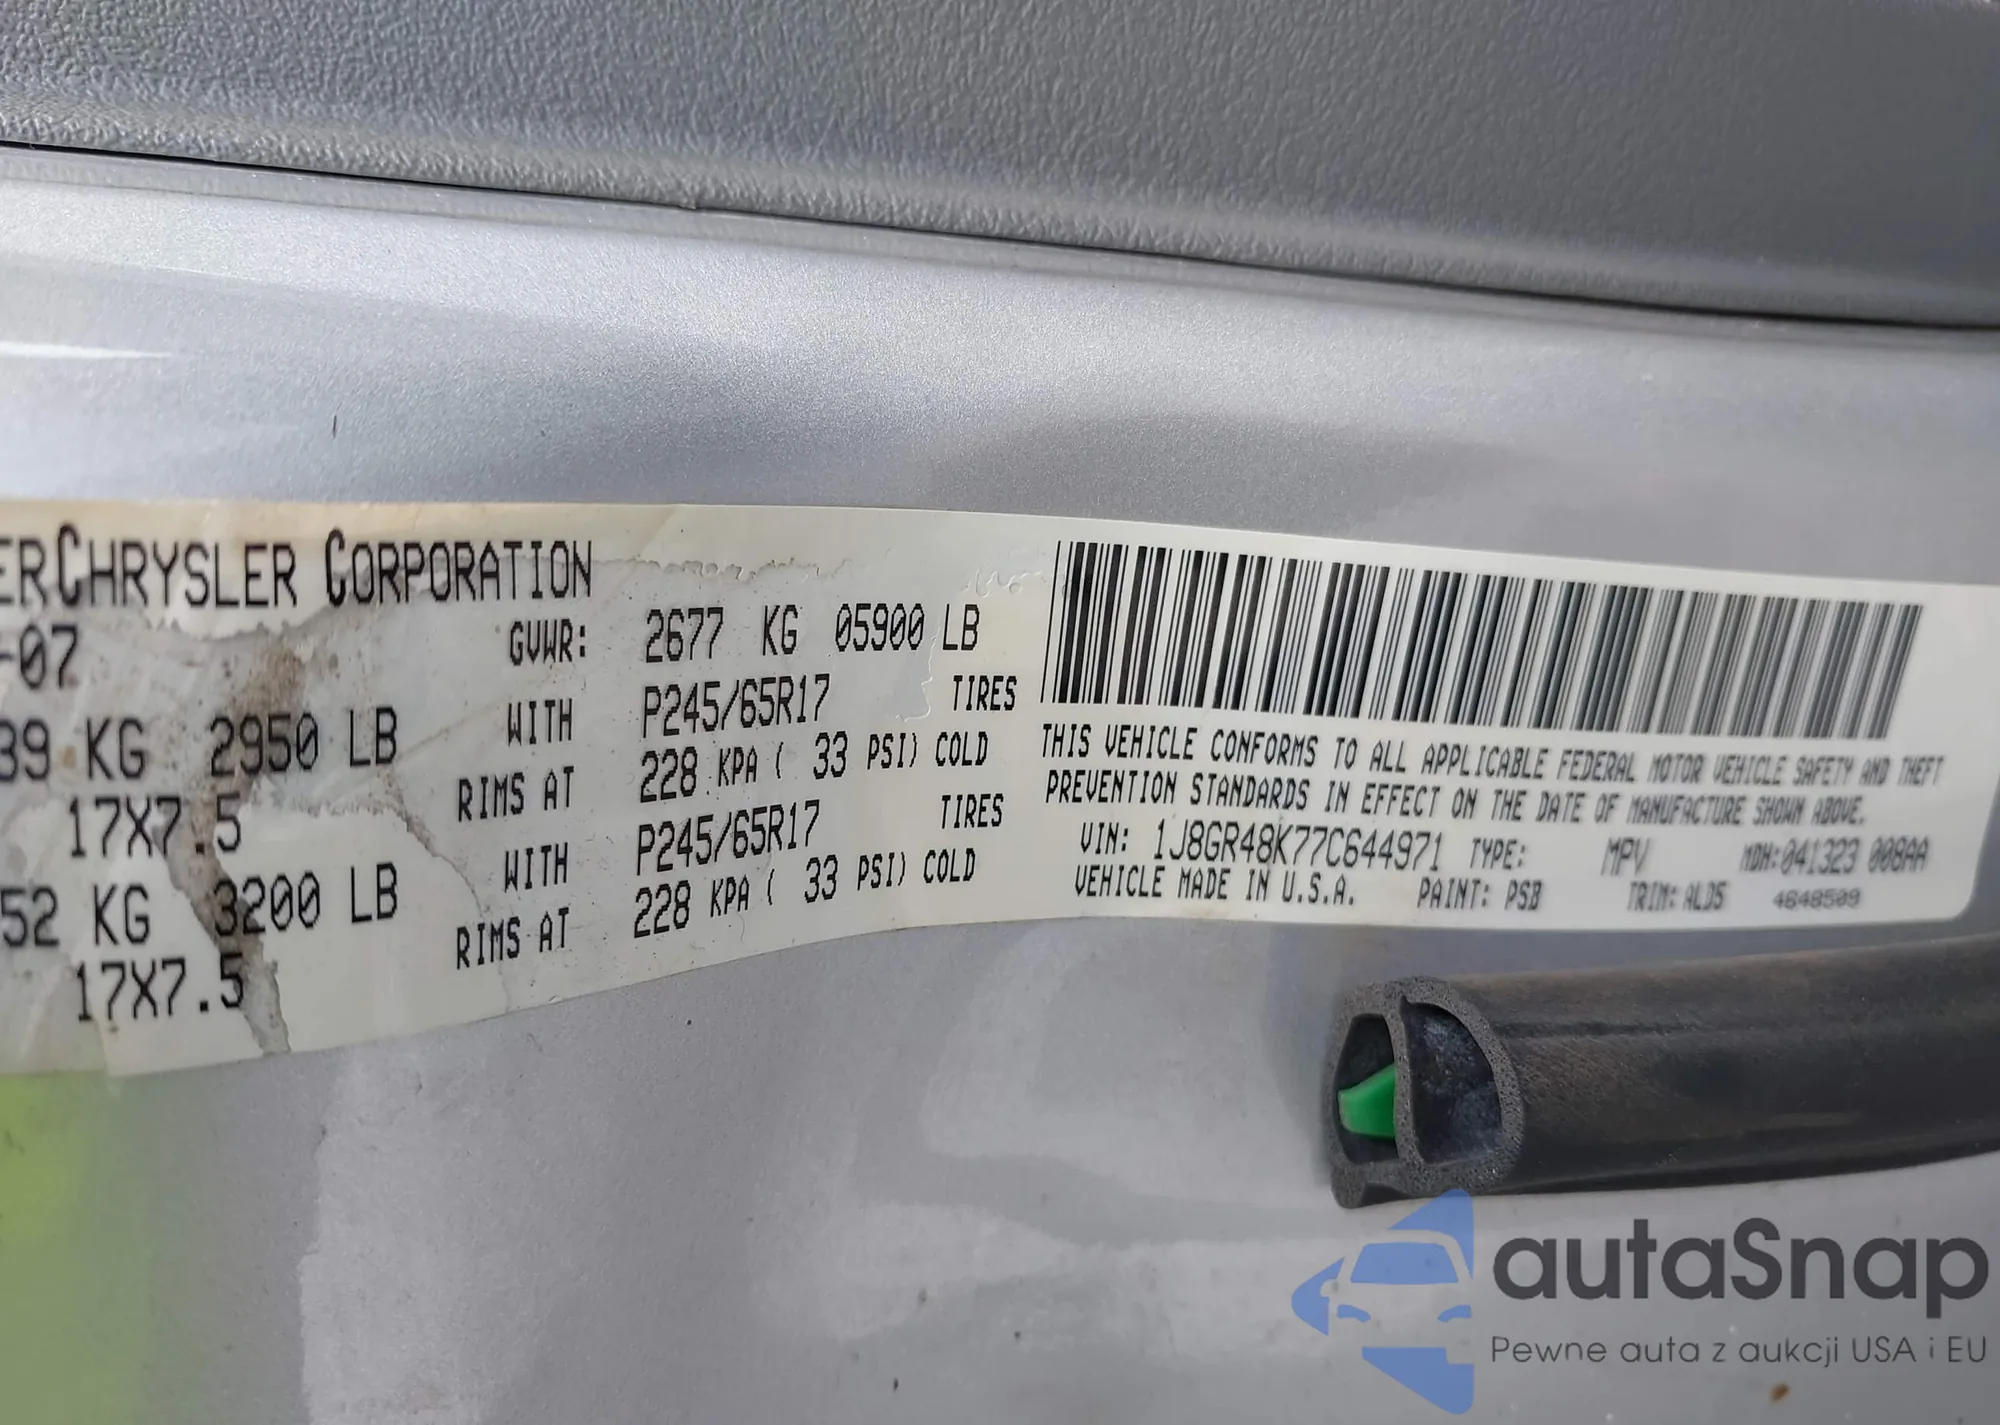 ERCHRYSLER CORPORATION
-07 GVWR: 2677 KG 05900 LB
39 KG 2950 LB WITH P245/65R17 TIRES
17X7.5 RIMS AT 228 KPA ( 33 PSI) COLD
52 KG 3200 LB WITH P245/65R17 TIRES
17X7.5 RIMS AT 228 KPA ( 33 PSI) COLD
THIS VEHICLE CONFORMS TO ALL APPLICABLE FEDERAL MOTOR VEHICLE SAFETY AND THEFT
PREVENTION STANDARDS IN EFFECT ON THE DATE OF MANUFACTURE SHOWN ABOVE.
VIN: 1J8GR48K77C644971 TYPE: MPV MDH:041323 008AA
VEHICLE MADE IN U.S.A. PAINT: PSB TRIM: ALD5 4648509
autaSnap
Pewne auta z aukcji USA i EU